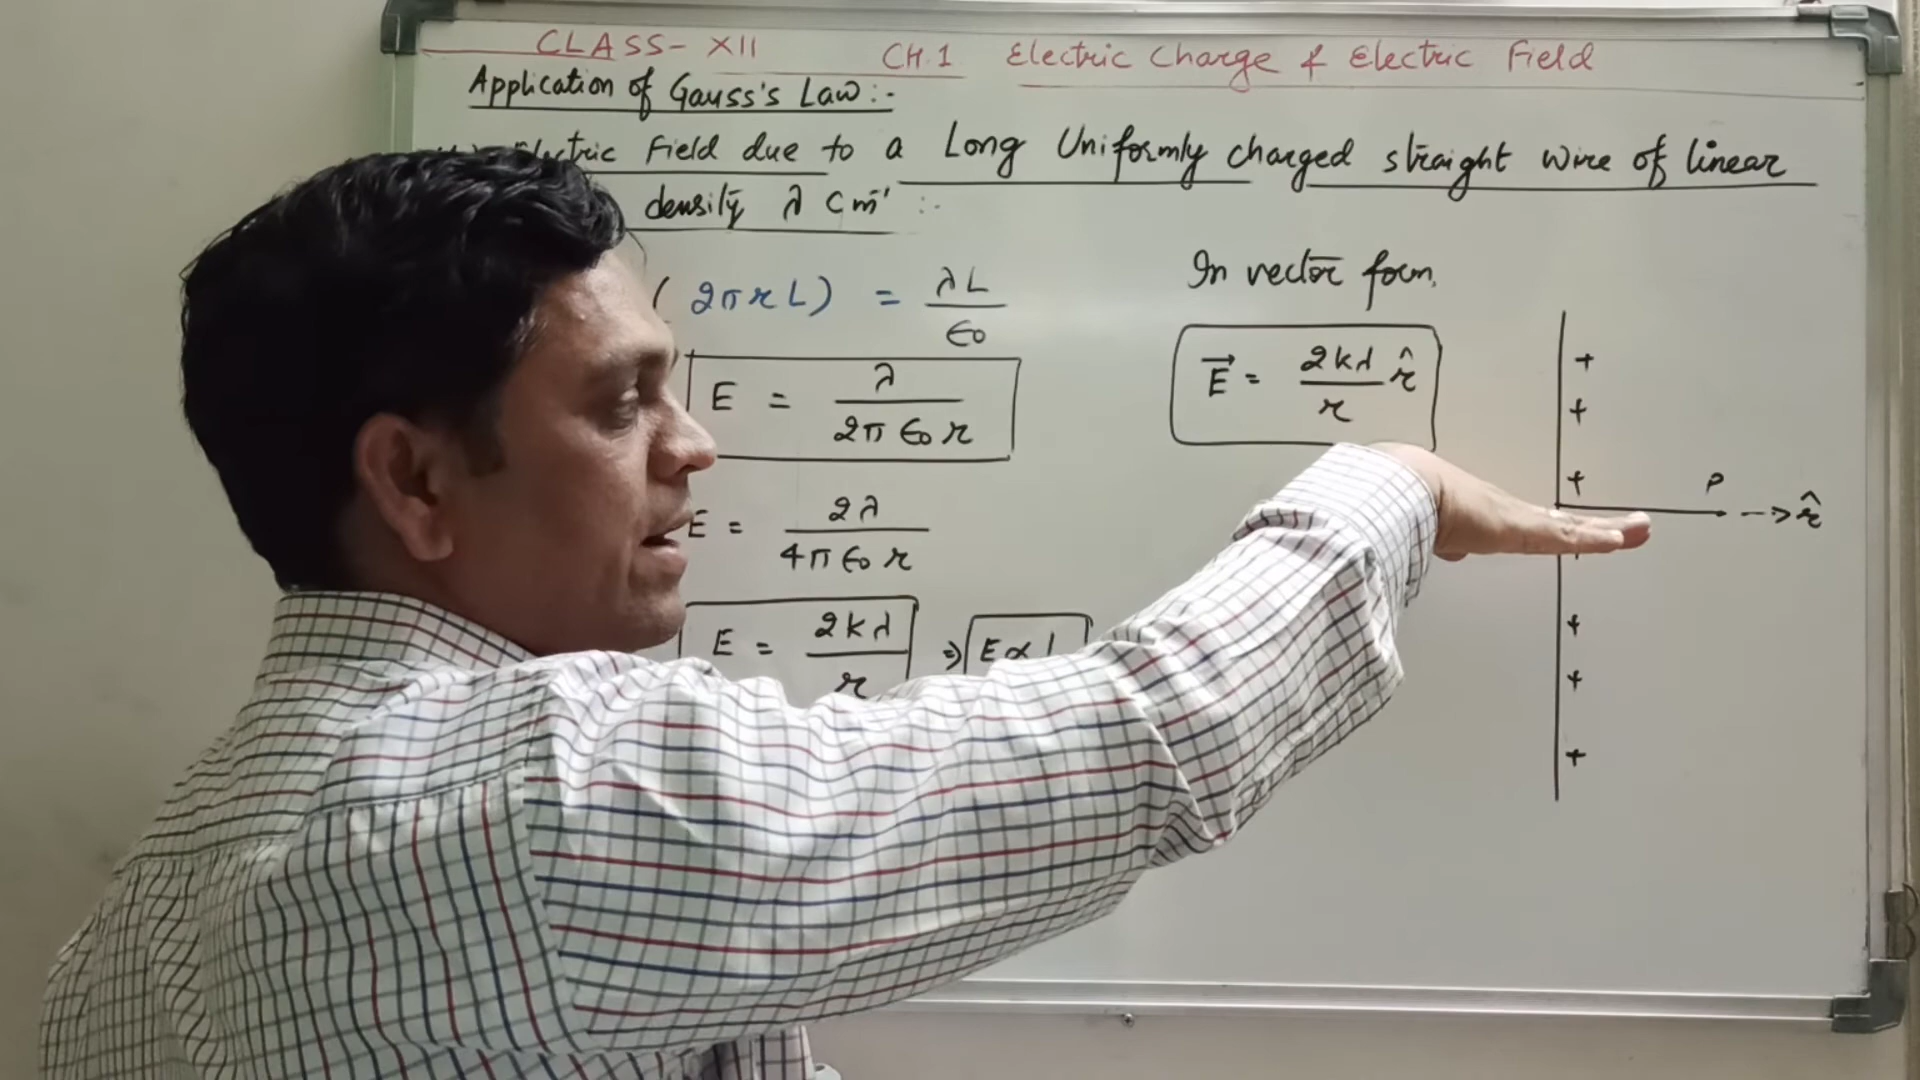 CLASS- XII CH.1 Electric Charge & Electric Field
Application of Gauss's Law:-
Electric Field due to a Long Uniformly charged straight wire of linear
density λ Cm⁻¹ :-
( 2πrL) = λL/ϵ₀
E = λ/2πϵ₀r
E = 2λ/4πϵ₀r
E = 2kλ/r ⇒ E ∝ 1
In vector form,
E⃗ = 2kλ/r r̂
+
+
+ P
--> r̂
+
+
+